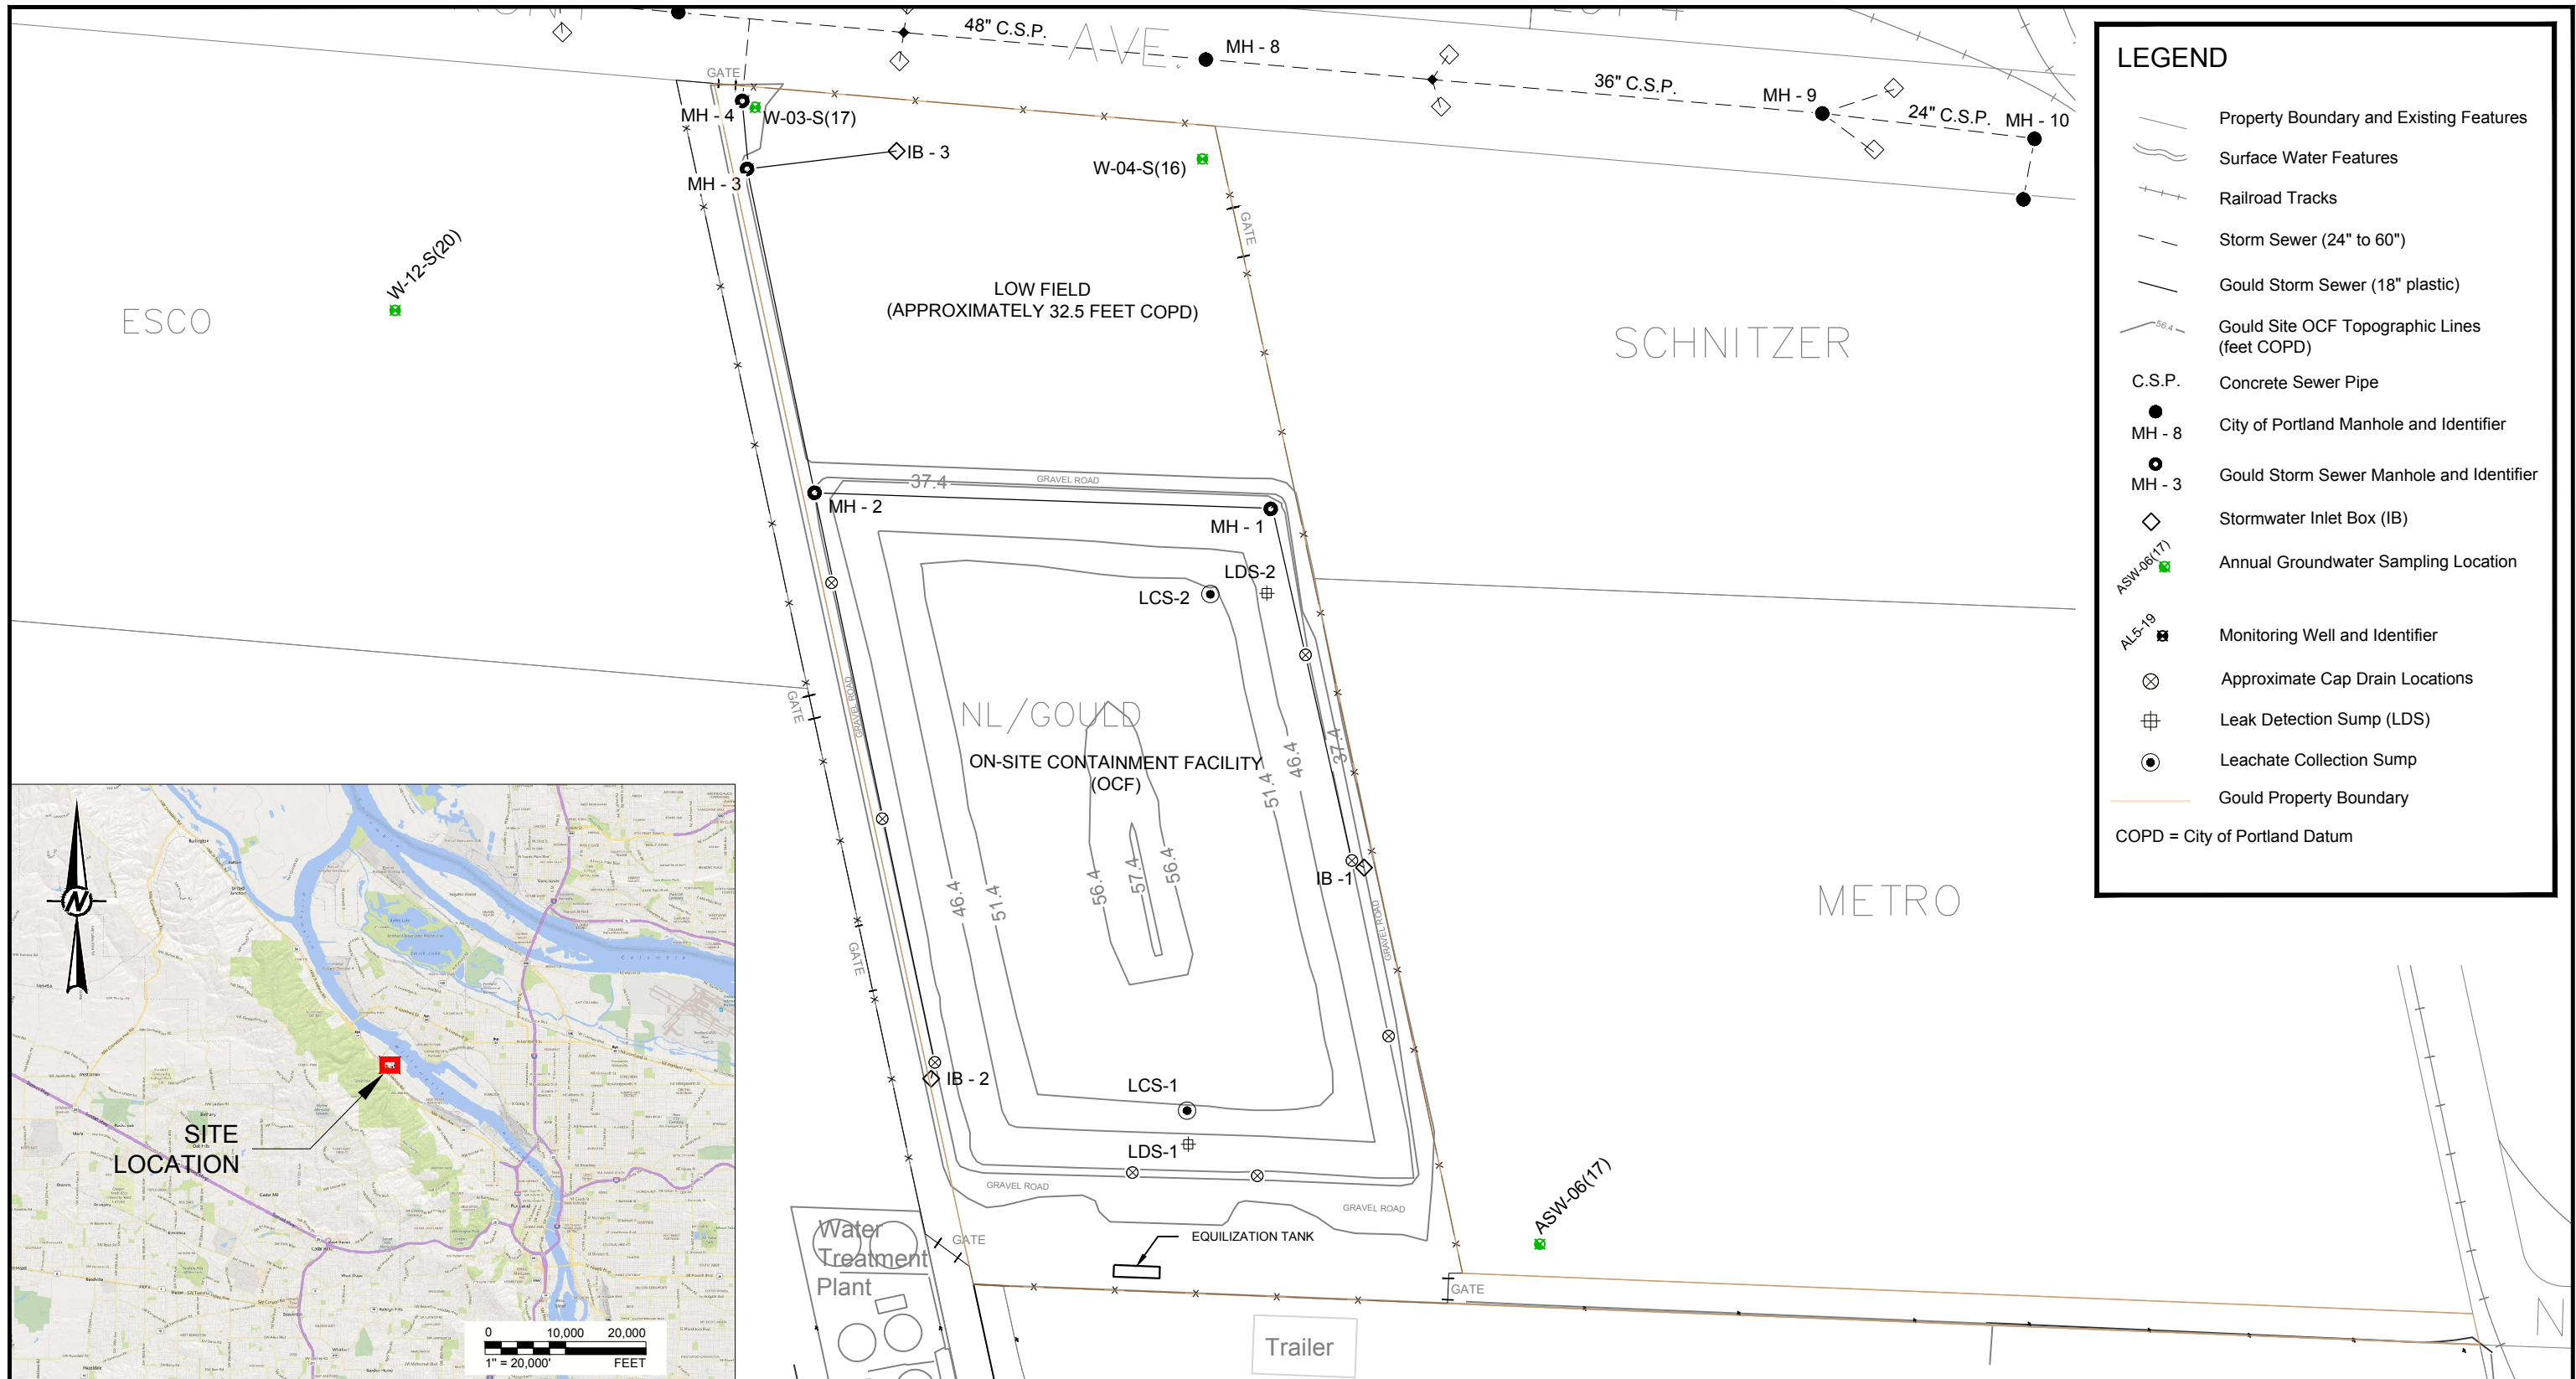 48" C.S.P.
AVE.
MH - 8
36" C.S.P.
MH - 9
24" C.S.P.
MH - 10
GATE
MH - 4
W-03-S(17)
IB - 3
MH - 3
W-04-S(16)
GATE
W-12-S(20)
ESCO
LOW FIELD
(APPROXIMATELY 32.5 FEET COPD)
SCHNITZER
37.4
GRAVEL ROAD
MH - 2
MH - 1
LDS-2
LCS-2
GATE
GRAVEL ROAD
NL/GOULD
ON-SITE CONTAINMENT FACILITY
(OCF)
51.4
46.4
37.4
46.4
51.4
56.4
57.4
56.4
IB -1
GRAVEL ROAD
METRO
GATE
IB - 2
LCS-1
LDS-1
GRAVEL ROAD
GRAVEL ROAD
ASW-06(17)
Water
Treatment
Plant
GATE
EQUILIZATION TANK
GATE
Trailer
N
N
SITE
LOCATION
0 10,000 20,000
1" = 20,000' FEET
LEGEND
Property Boundary and Existing Features
Surface Water Features
Railroad Tracks
Storm Sewer (24" to 60")
Gould Storm Sewer (18" plastic)
56.4 Gould Site OCF Topographic Lines
(feet COPD)
C.S.P. Concrete Sewer Pipe
MH - 8 City of Portland Manhole and Identifier
MH - 3 Gould Storm Sewer Manhole and Identifier
Stormwater Inlet Box (IB)
ASW-06(17) Annual Groundwater Sampling Location
AL5-19 Monitoring Well and Identifier
Approximate Cap Drain Locations
Leak Detection Sump (LDS)
Leachate Collection Sump
Gould Property Boundary
COPD = City of Portland Datum